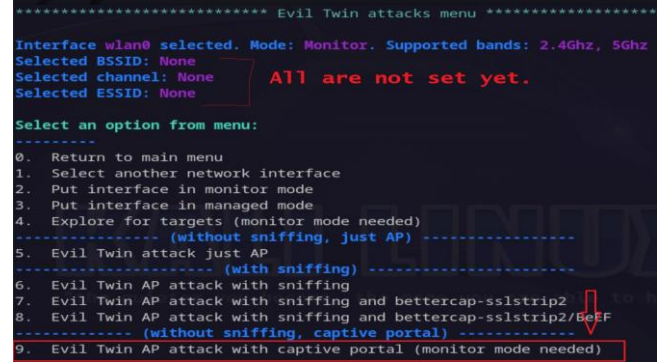 *************************** Evil Twin attacks menu *******************
Interface wlan0 selected. Mode: Monitor. Supported bands: 2.4Ghz, 5Ghz
Selected BSSID: None
Selected channel: None
All are not set yet.
Selected ESSID: None
Select an option from menu:
---------
0. Return to main menu
1. Select another network interface
2. Put interface in monitor mode
3. Put interface in managed mode
4. Explore for targets (monitor mode needed)
---------------- (without sniffing, just AP) -----------------
5. Evil Twin attack just AP
---------------------- (with sniffing) -----------------------
6. Evil Twin AP attack with sniffing
7. Evil Twin AP attack with sniffing and bettercap-sslstrip2
8. Evil Twin AP attack with sniffing and bettercap-sslstrip2/BeEF
------------- (without sniffing, captive portal) -------------
9. Evil Twin AP attack with captive portal (monitor mode needed)